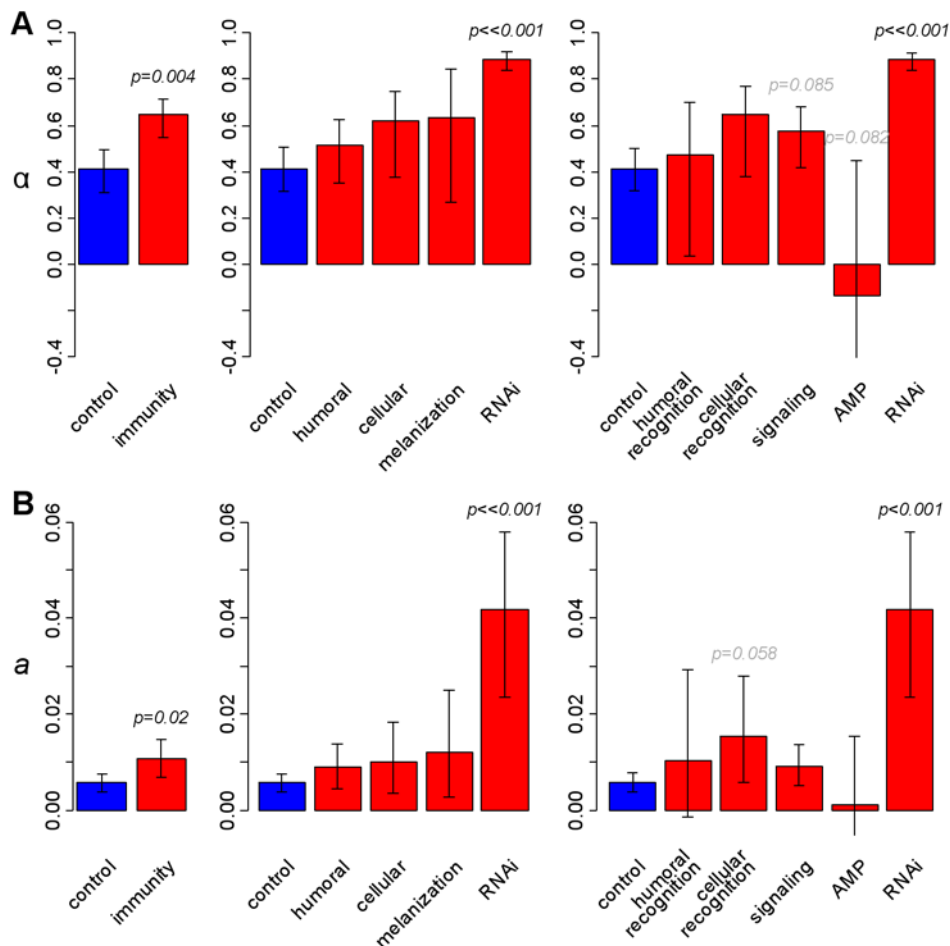 A
α
1.0
0.8
0.6
0.4
0.2
0.0
-0.4
p=0.004
control
immunity
1.0
0.8
0.6
0.4
0.2
0.0
-0.4
p<<0.001
control
humoral
cellular
melanization
RNAi
1.0
0.8
0.6
0.4
0.2
0.0
-0.4
p=0.085
p=0.082
p<<0.001
control
humoral
recognition
cellular
recognition
signaling
AMP
RNAi
B
a
0.06
0.04
0.02
0.00
p=0.02
control
immunity
0.06
0.04
0.02
0.00
p<<0.001
control
humoral
cellular
melanization
RNAi
0.06
0.04
0.02
0.00
p=0.058
p<0.001
control
humoral
recognition
cellular
recognition
signaling
AMP
RNAi